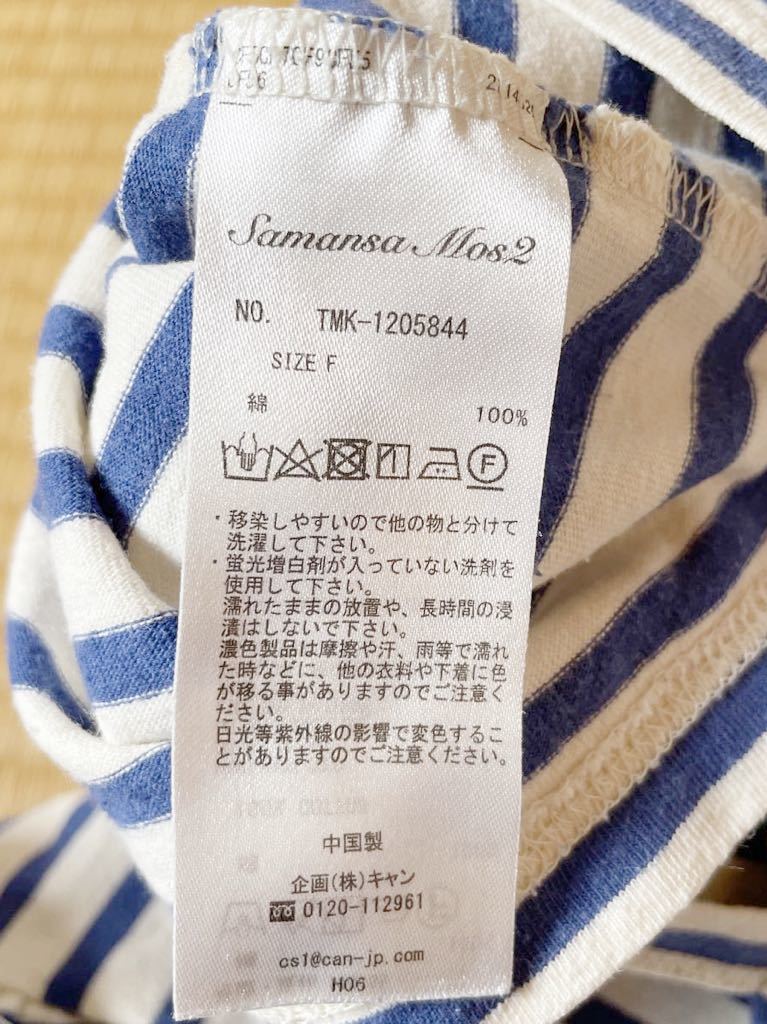 Samansa Mos2
NO. TMK-1205844
SIZE F
綿 100%
F
・移染しやすいので他の物と分けて
洗濯して下さい。
・蛍光増白剤が入っていない洗剤を
使用して下さい。
濡れたままの放置や、長時間の浸
漬はしないで下さい。
濃色製品は摩擦や汗、雨等で濡れ
た時などに、他の衣料や下着に色
が移る事がありますのでご注意く
ださい。
日光等紫外線の影響で変色するこ
とがありますのでご注意ください。
中国製
企画(株)キャン
0120-112961
cs1@can-jp.com
H06